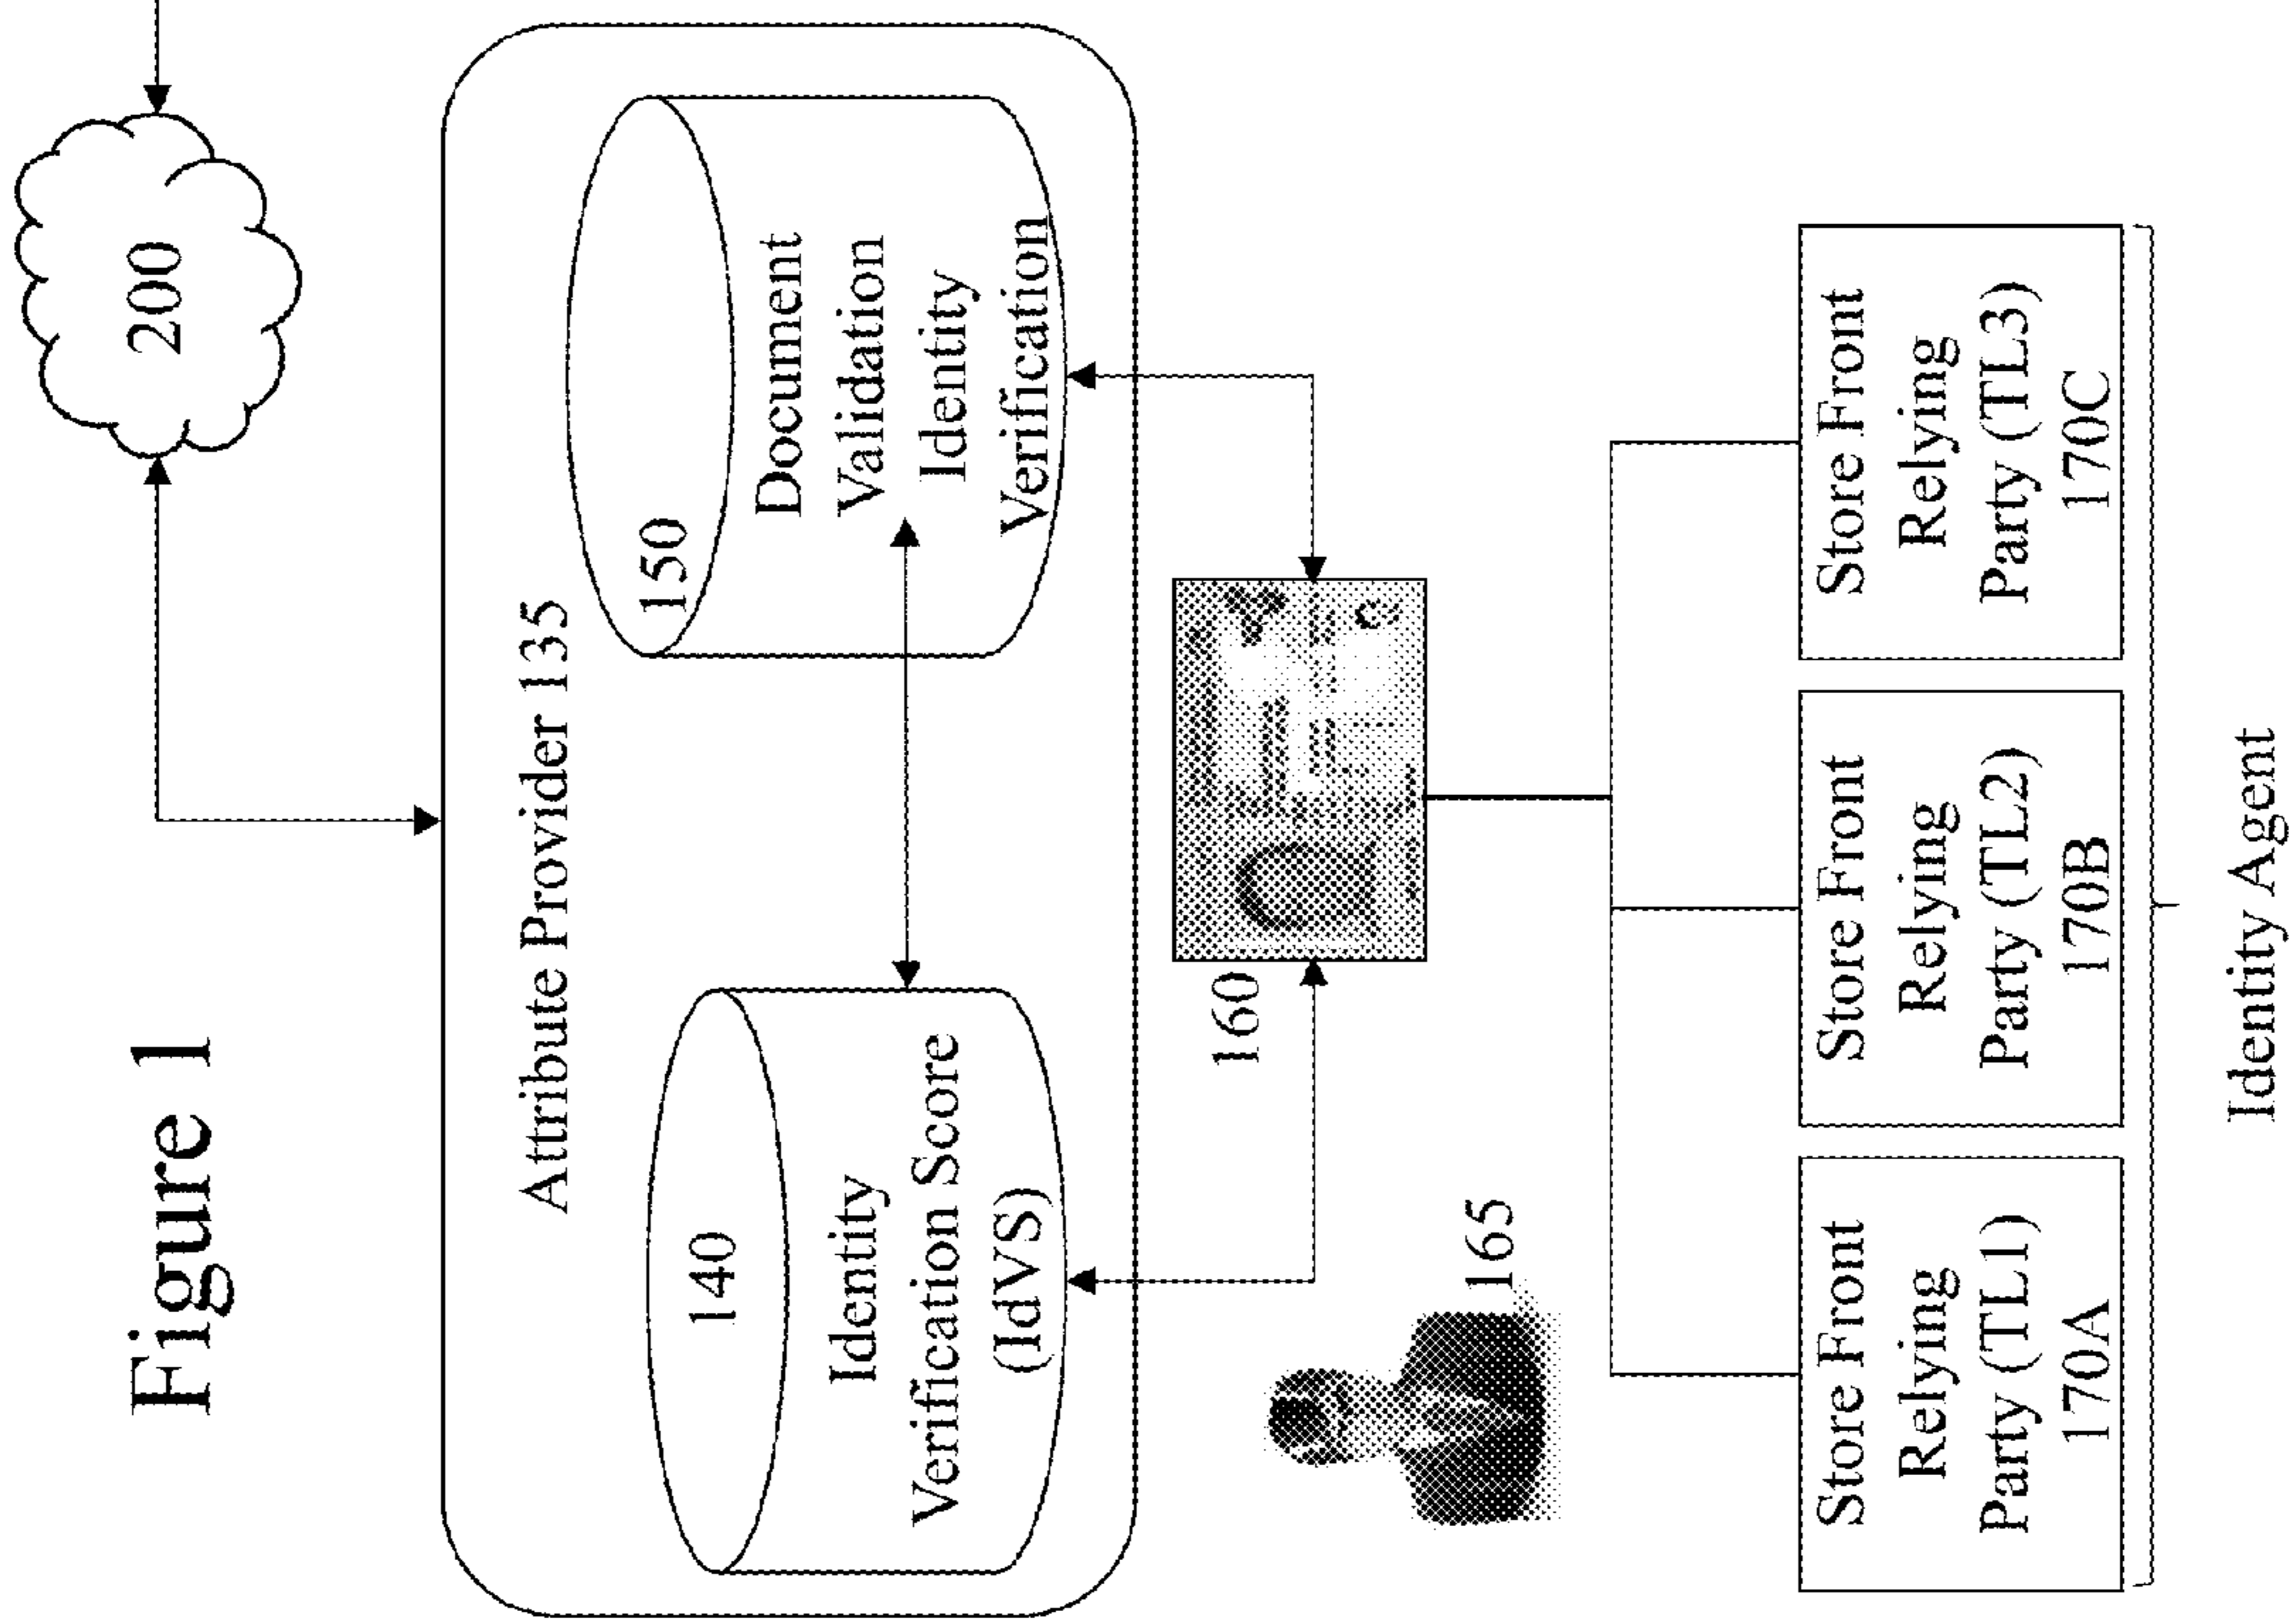 Figure 1
200
Attribute Provider 135
140
Identity
Verification Score
(IdVS)
150
Document
Validation
Identity
Verification
160
165
Store Front
Relying
Party (TL1)
170A
Store Front
Relying
Party (TL2)
170B
Store Front
Relying
Party (TL3)
170C
Identity Agent